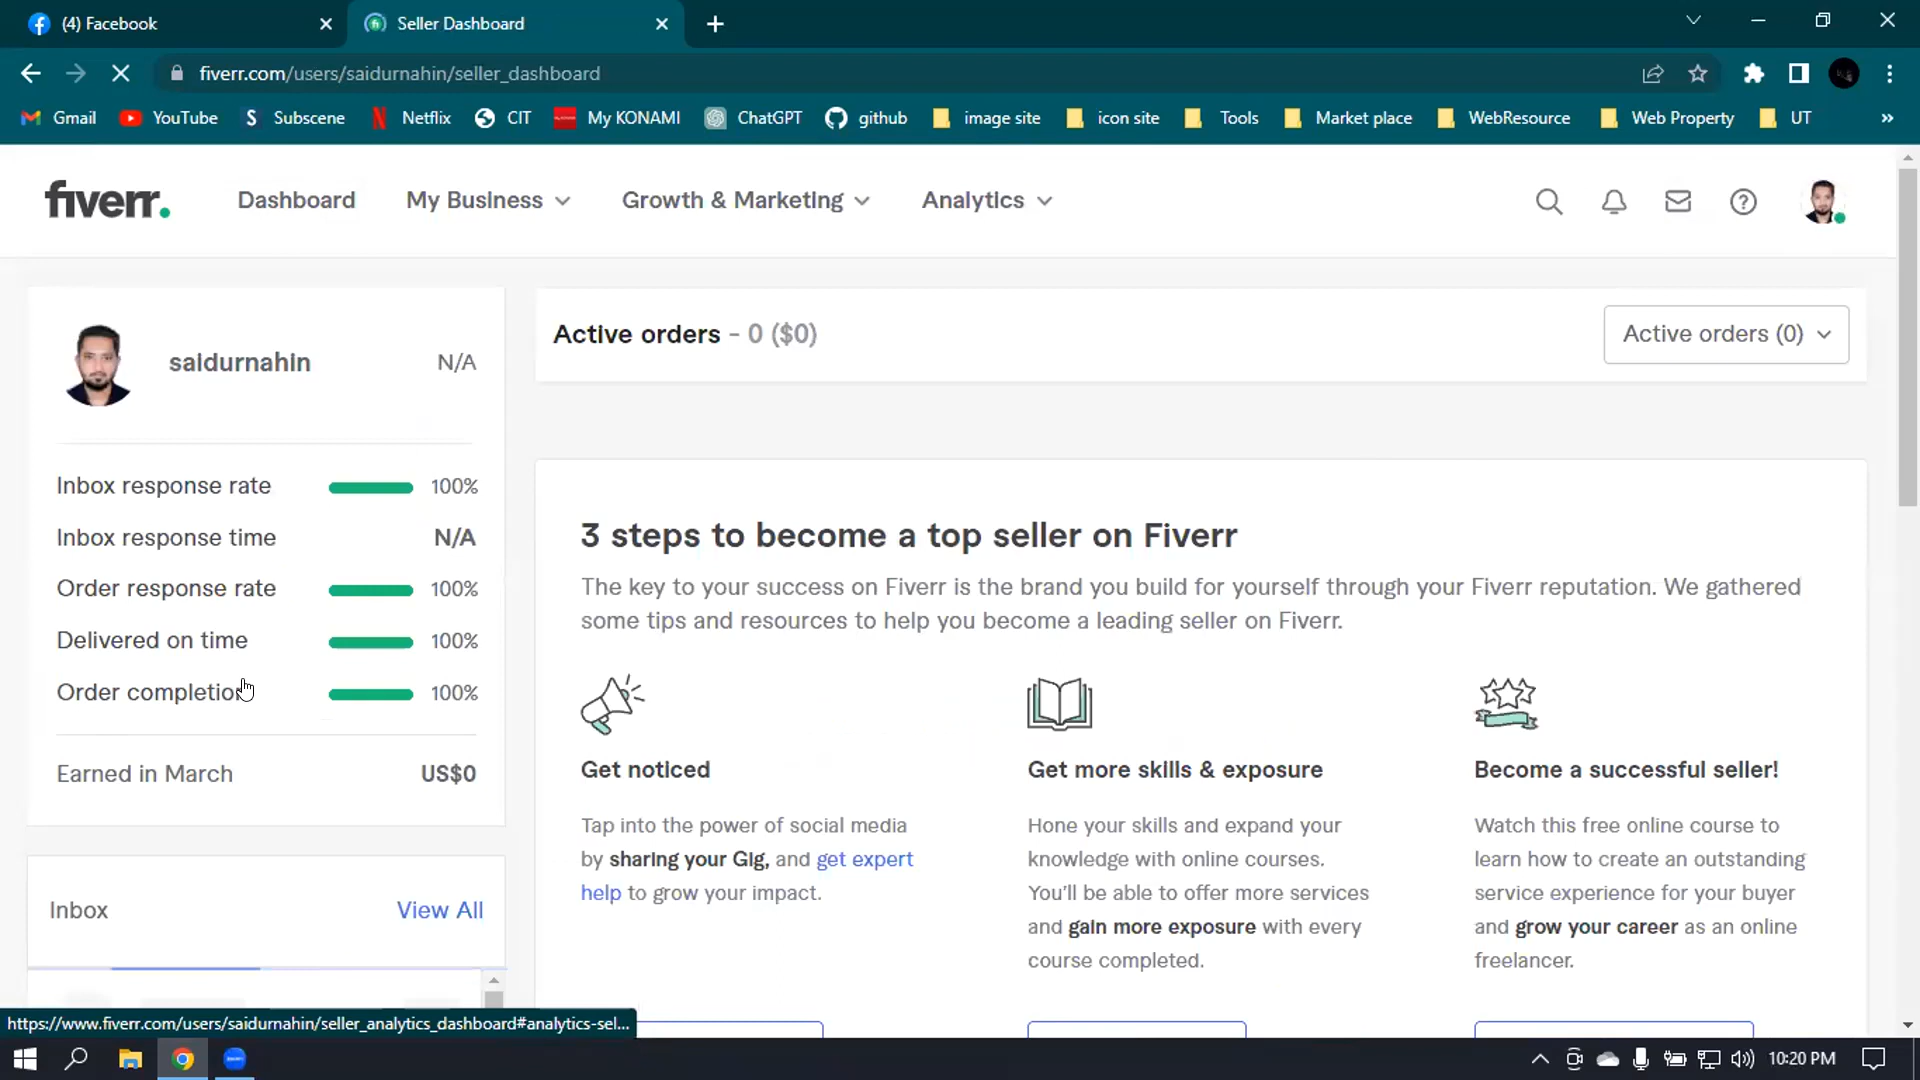 (4) Facebook
Seller Dashboard
fiverr.com/users/saidurnahin/seller_dashboard
Gmail YouTube Subscene Netflix CIT My KONAMI ChatGPT github image site icon site Tools Market place WebResource Web Property UT »
fiverr. Dashboard My Business Growth & Marketing Analytics
saidurnahin N/A
Inbox response rate 100%
Inbox response time N/A
Order response rate 100%
Delivered on time 100%
Order completion 100%
Earned in March US$0
Inbox View All
Active orders - 0 ($0) Active orders (0)
3 steps to become a top seller on Fiverr
The key to your success on Fiverr is the brand you build for yourself through your Fiverr reputation. We gathered
some tips and resources to help you become a leading seller on Fiverr.
Get noticed
Tap into the power of social media
by sharing your Gig, and get expert
help to grow your impact.
Get more skills & exposure
Hone your skills and expand your
knowledge with online courses.
You'll be able to offer more services
and gain more exposure with every
course completed.
Become a successful seller!
Watch this free online course to
learn how to create an outstanding
service experience for your buyer
and grow your career as an online
freelancer.
https://www.fiverr.com/users/saidurnahin/seller_analytics_dashboard#analytics-sel...
10:20 PM